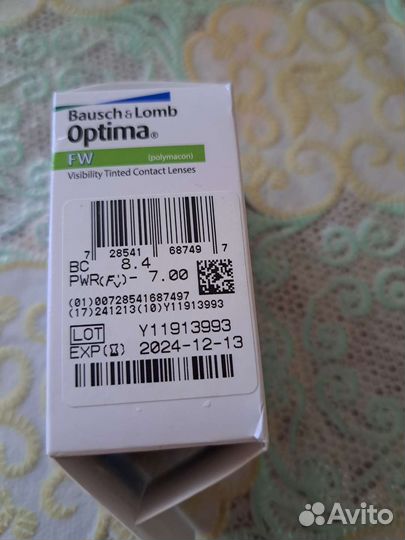 Bausch & Lomb
Optima®
FW (polymacon)
Visibility Tinted Contact Lenses
7 28541 68749 7
BC 8.4
PWR(Fv') - 7.00
(01)00728541687497
(17)241213(10)Y11913993
LOT Y11913993
EXP 2024-12-13
Avito